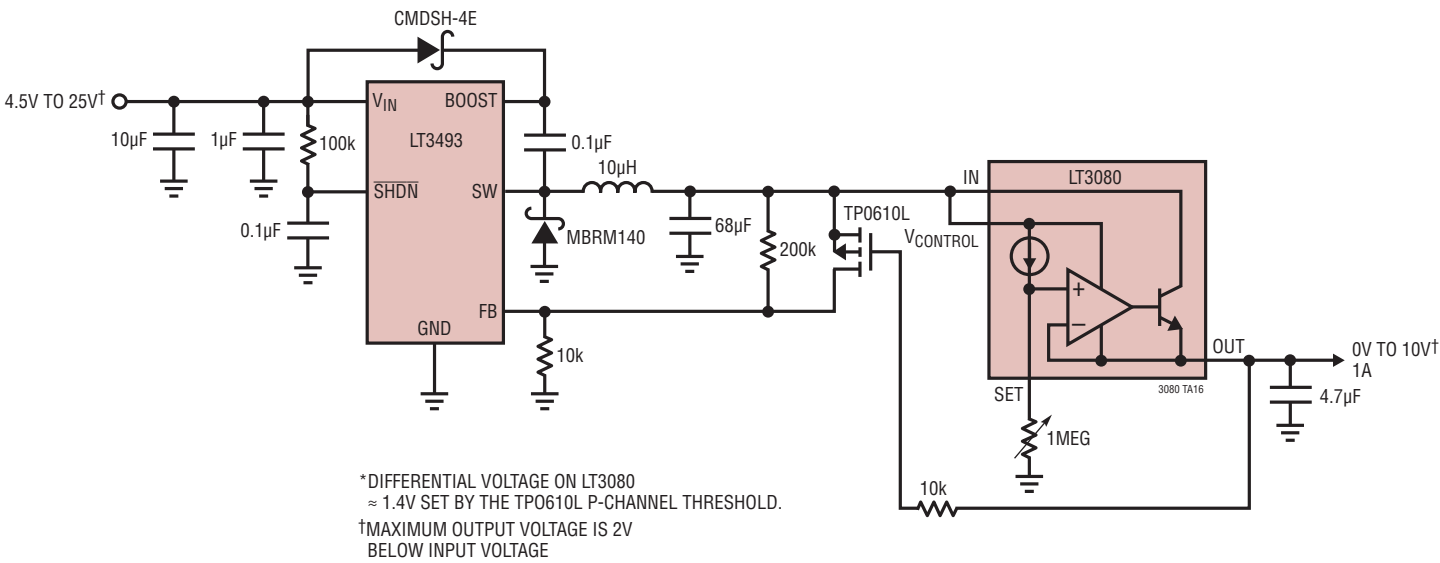 CMDSH-4E
4.5V TO 25V†
10µF
1µF
100k
0.1µF
VIN
BOOST
LT3493
SHDN
SW
FB
GND
0.1µF
10µH
MBRM140
68µF
200k
10k
TP0610L
IN
VCONTROL
LT3080
+
–
OUT
SET
3080 TA16
0V TO 10V†
1A
4.7µF
1MEG
10k
*DIFFERENTIAL VOLTAGE ON LT3080
≈ 1.4V SET BY THE TPO610L P-CHANNEL THRESHOLD.
†MAXIMUM OUTPUT VOLTAGE IS 2V
BELOW INPUT VOLTAGE